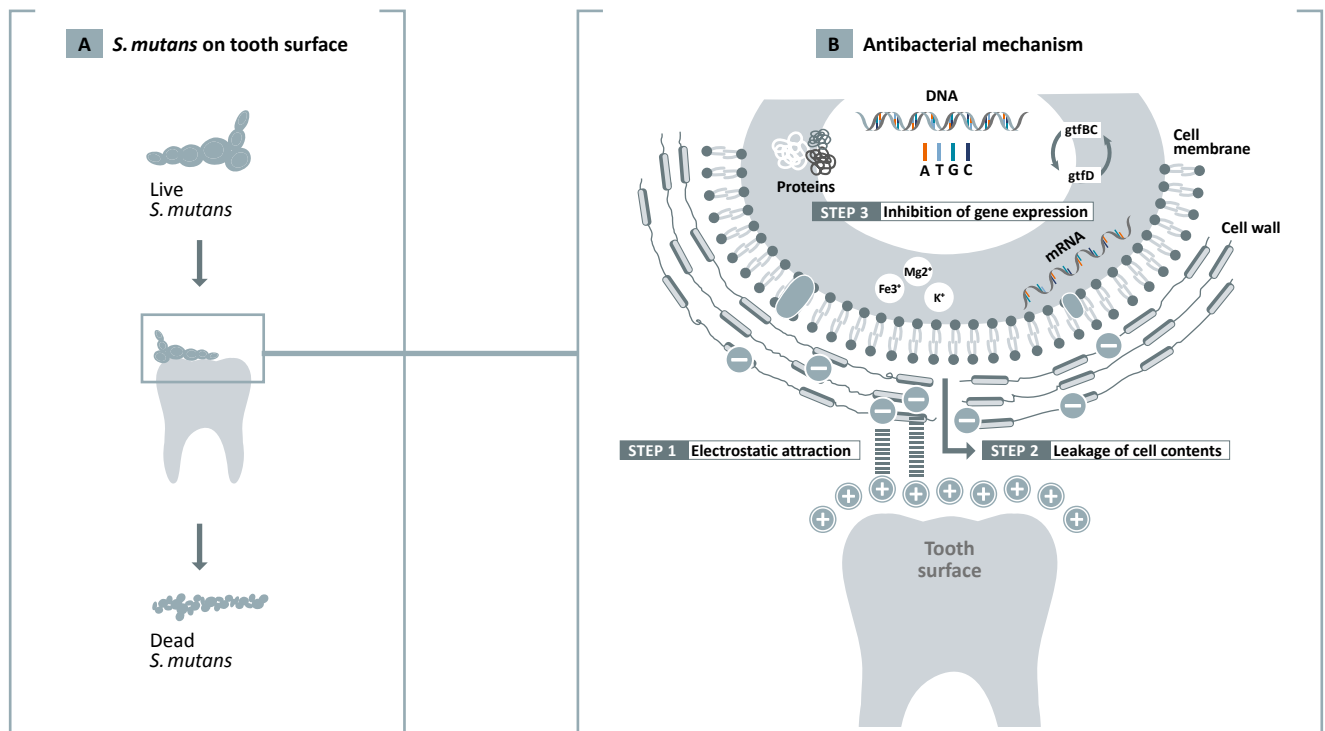 A S. mutans on tooth surface
Live
S. mutans
Dead
S. mutans
B Antibacterial mechanism
DNA
A T G C
Proteins
gtfBC
gtfD
Cell
membrane
STEP 3 Inhibition of gene expression
Cell wall
mRNA
Mg2+
Fe3+
K+
STEP 1 Electrostatic attraction
STEP 2 Leakage of cell contents
Tooth
surface